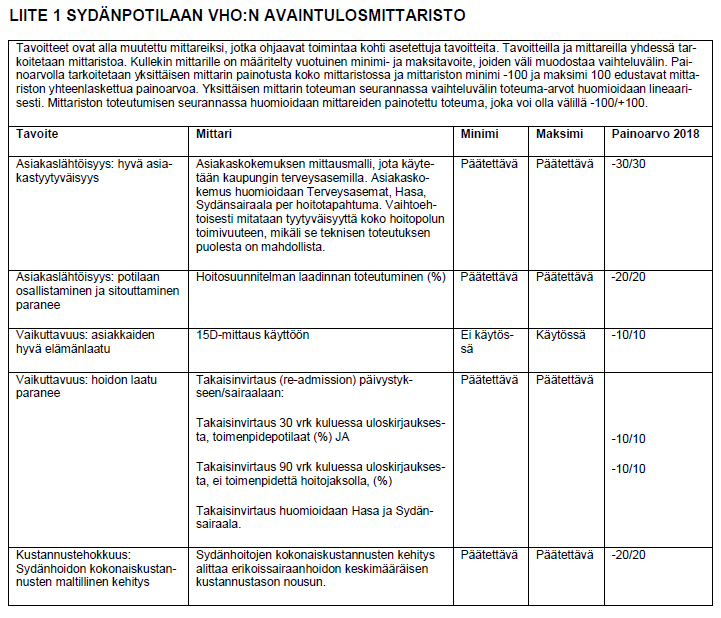 LIITE 1 SYDÄNPOTILAAN VHO:N AVAINTULOSMITTARISTO
Tavoitteet ovat alla muutettu mittareiksi, jotka ohjaavat toimintaa kohti asetettuja tavoitteita. Tavoitteilla ja mittareilla yhdessä tar-
koitetaan mittaristoa. Kullekin mittarille on määritelty vuotuinen minimi- ja maksitavoite, joiden väli muodostaa vaihteluvälin. Pai-
noarvolla tarkoitetaan yksittäisen mittarin painotusta koko mittaristossa ja mittariston minimi -100 ja maksimi 100 edustavat mitta-
riston yhteenlaskettua painoarvoa. Yksittäisen mittarin toteuman seurannassa vaihteluvälin toteuma-arvot huomioidaan lineaari-
sesti. Mittariston toteutumisen seurannassa huomioidaan mittareiden painotettu toteuma, joka voi olla välillä -100/+100.
Tavoite Mittari Minimi Maksimi Painoarvo 2018
Asiakaslähtöisyys: hyvä asia-
kastyytyväisyys
Asiakaskokemuksen mittausmalli, jota käyte-
tään kaupungin terveysasemilla. Asiakasko-
kemus huomioidaan Terveysasemat, Hasa,
Sydänsairaala per hoitotapahtuma. Vaihtoeh-
toisesti mitataan tyytyväisyyttä koko hoitopolun
toimivuuteen, mikäli se teknisen toteutuksen
puolesta on mahdollista.
Päätettävä Päätettävä -30/30
Asiakaslähtöisyys: potilaan
osallistaminen ja sitouttaminen
paranee
Hoitosuunnitelman laadinnan toteutuminen (%)
Päätettävä Päätettävä -20/20
Vaikuttavuus: asiakkaiden
hyvä elämänlaatu
15D-mittaus käyttöön
Ei käytös-
sä
Käytössä -10/10
Vaikuttavuus: hoidon laatu
paranee
Takaisinvirtaus (re-admission) päivystyk-
seen/sairaalaan:
Takaisinvirtaus 30 vrk kuluessa uloskirjaukses-
ta, toimenpidepotilaat (%) JA
Takaisinvirtaus 90 vrk kuluessa uloskirjaukses-
ta, ei toimenpidettä hoitojaksolla, (%)
Takaisinvirtaus huomioidaan Hasa ja Sydän-
sairaala.
Päätettävä Päätettävä
-10/10
-10/10
Kustannustehokkuus:
Sydänhoidon kokonaiskustan-
nusten maltillinen kehitys
Sydänhoitojen kokonaiskustannusten kehitys
alittaa erikoissairaanhoidon keskimääräisen
kustannustason nousun.
Päätettävä Päätettävä -20/20